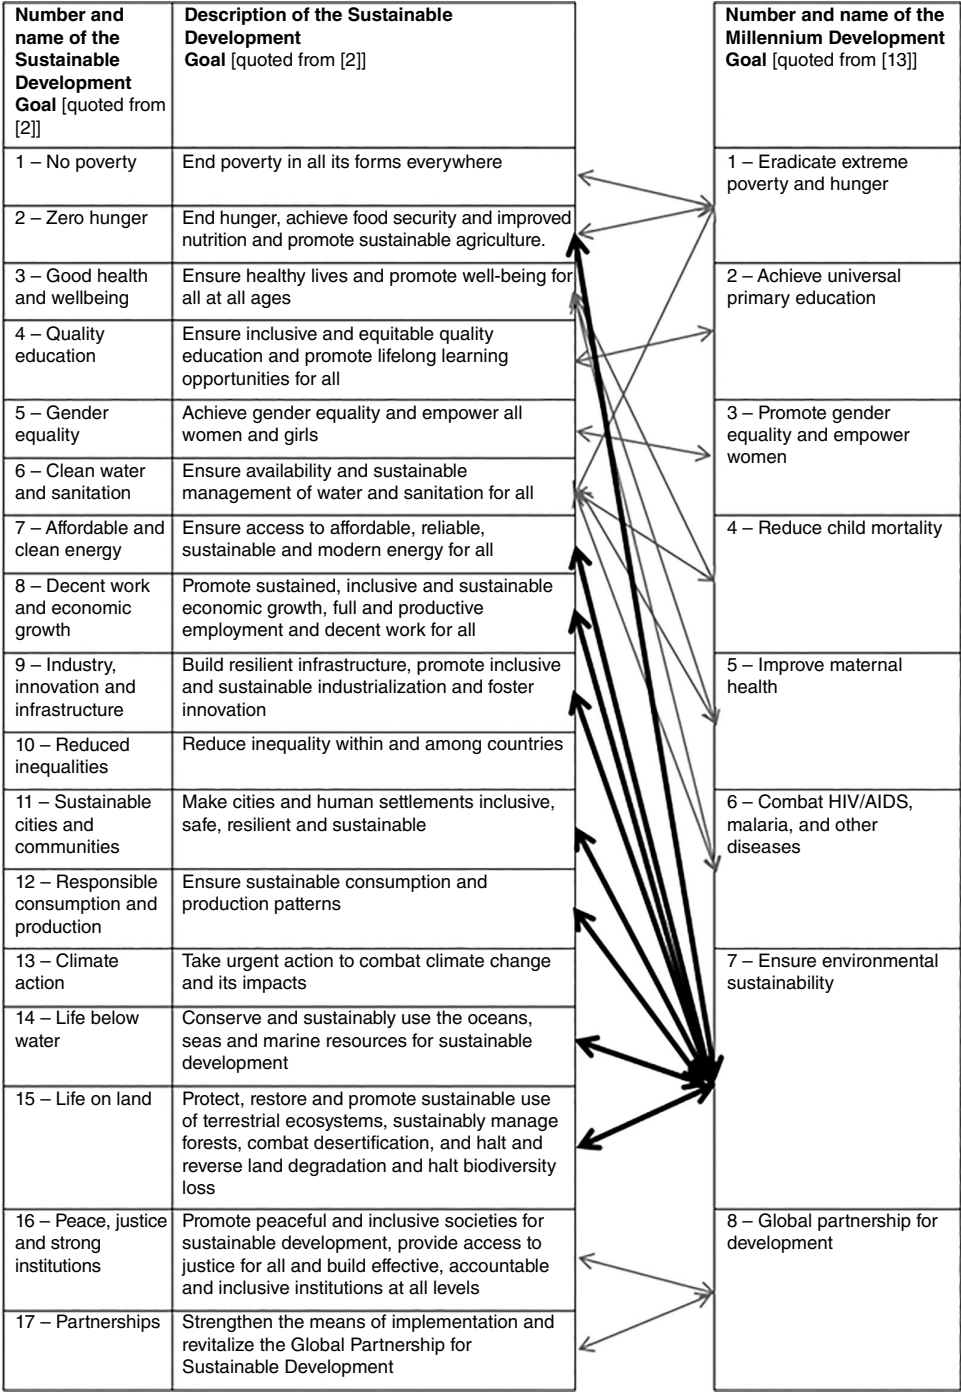 Number and
name of the
Sustainable
Development
Goal [quoted from
[2]]
Description of the Sustainable
Development
Goal [quoted from [2]]
Number and name of the
Millennium Development
Goal [quoted from [13]]
1 – No poverty
End poverty in all its forms everywhere
2 – Zero hunger
End hunger, achieve food security and improved
nutrition and promote sustainable agriculture.
3 – Good health
and wellbeing
Ensure healthy lives and promote well-being for
all at all ages
4 – Quality
education
Ensure inclusive and equitable quality
education and promote lifelong learning
opportunities for all
5 – Gender
equality
Achieve gender equality and empower all
women and girls
6 – Clean water
and sanitation
Ensure availability and sustainable
management of water and sanitation for all
7 – Affordable and
clean energy
Ensure access to affordable, reliable,
sustainable and modern energy for all
8 – Decent work
and economic
growth
Promote sustained, inclusive and sustainable
economic growth, full and productive
employment and decent work for all
9 – Industry,
innovation and
infrastructure
Build resilient infrastructure, promote inclusive
and sustainable industrialization and foster
innovation
10 – Reduced
inequalities
Reduce inequality within and among countries
11 – Sustainable
cities and
communities
Make cities and human settlements inclusive,
safe, resilient and sustainable
12 – Responsible
consumption and
production
Ensure sustainable consumption and
production patterns
13 – Climate
action
Take urgent action to combat climate change
and its impacts
14 – Life below
water
Conserve and sustainably use the oceans,
seas and marine resources for sustainable
development
15 – Life on land
Protect, restore and promote sustainable use
of terrestrial ecosystems, sustainably manage
forests, combat desertification, and halt and
reverse land degradation and halt biodiversity
loss
16 – Peace, justice
and strong
institutions
Promote peaceful and inclusive societies for
sustainable development, provide access to
justice for all and build effective, accountable
and inclusive institutions at all levels
17 – Partnerships
Strengthen the means of implementation and
revitalize the Global Partnership for
Sustainable Development
1 – Eradicate extreme
poverty and hunger
2 – Achieve universal
primary education
3 – Promote gender
equality and empower
women
4 – Reduce child mortality
5 – Improve maternal
health
6 – Combat HIV/AIDS,
malaria, and other
diseases
7 – Ensure environmental
sustainability
8 – Global partnership for
development